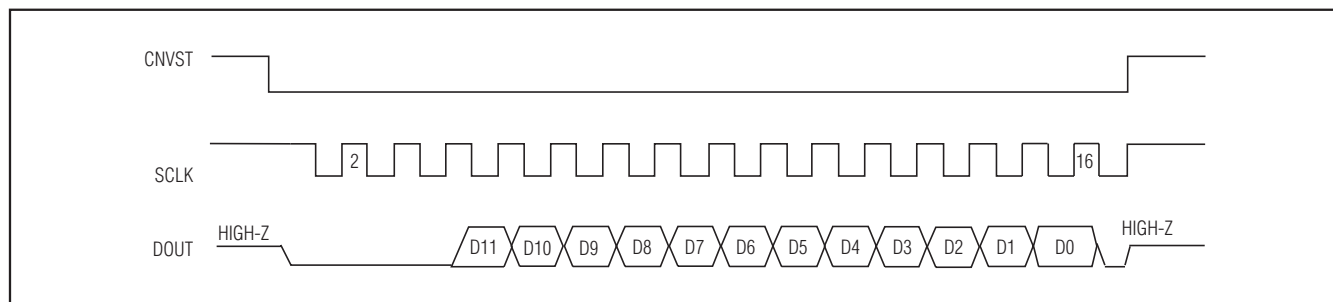 CNVST
SCLK 2 16
DOUT HIGH-Z D11 D10 D9 D8 D7 D6 D5 D4 D3 D2 D1 D0 HIGH-Z